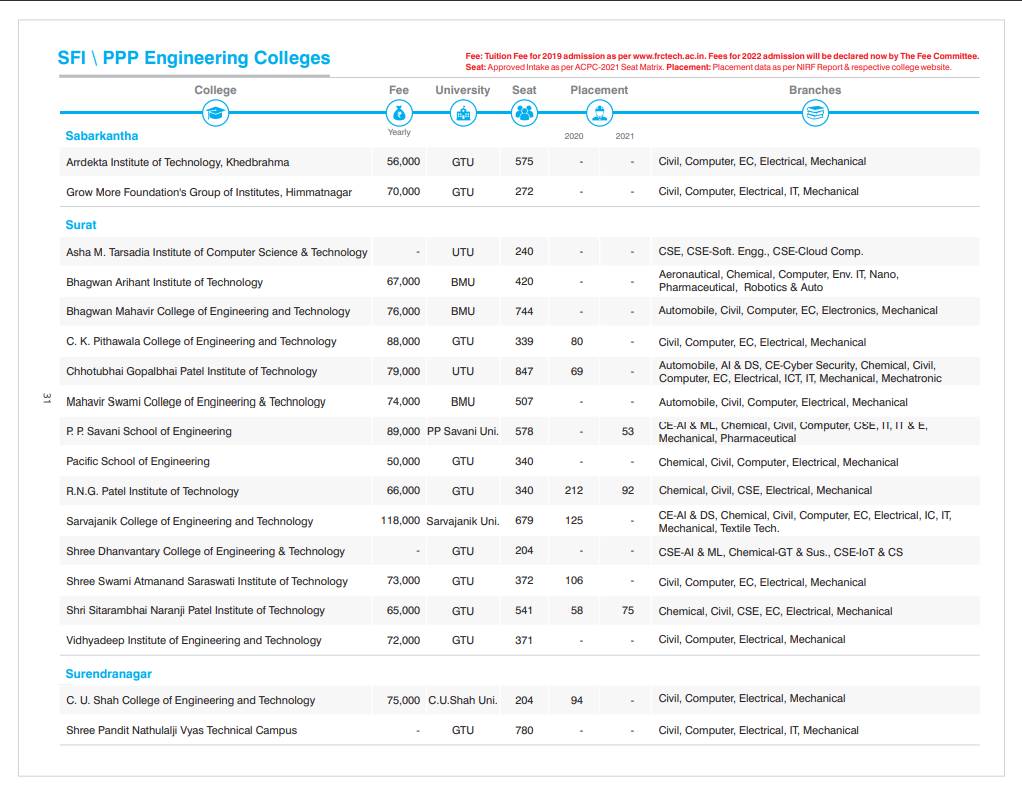 SFI \ PPP Engineering Colleges
Fee: Tuition Fee for 2019 admission as per www.frctech.ac.in. Fees for 2022 admission will be declared now by The Fee Committee.
Seat: Approved Intake as per ACPC-2021 Seat Matrix. Placement: Placement data as per NIRF Report & respective college website.
College Fee University Seat Placement Branches
Yearly 2020 2021
Sabarkantha
Arrdekta Institute of Technology, Khedbrahma 56,000 GTU 575 - - Civil, Computer, EC, Electrical, Mechanical
Grow More Foundation's Group of Institutes, Himmatnagar 70,000 GTU 272 - - Civil, Computer, Electrical, IT, Mechanical
Surat
Asha M. Tarsadia Institute of Computer Science & Technology - UTU 240 - - CSE, CSE-Soft. Engg., CSE-Cloud Comp.
Bhagwan Arihant Institute of Technology 67,000 BMU 420 - - Aeronautical, Chemical, Computer, Env. IT, Nano,
Pharmaceutical, Robotics & Auto
Bhagwan Mahavir College of Engineering and Technology 76,000 BMU 744 - - Automobile, Civil, Computer, EC, Electronics, Mechanical
C. K. Pithawala College of Engineering and Technology 88,000 GTU 339 80 - Civil, Computer, EC, Electrical, Mechanical
Chhotubhai Gopalbhai Patel Institute of Technology 79,000 UTU 847 69 - Automobile, AI & DS, CE-Cyber Security, Chemical, Civil,
Computer, EC, Electrical, ICT, IT, Mechanical, Mechatronic
Mahavir Swami College of Engineering & Technology 74,000 BMU 507 - - Automobile, Civil, Computer, Electrical, Mechanical
P. P. Savani School of Engineering 89,000 PP Savani Uni. 578 - 53 CE-AI & ML, Chemical, Civil, Computer, CSE, IT, IT & E,
Mechanical, Pharmaceutical
Pacific School of Engineering 50,000 GTU 340 - - Chemical, Civil, Computer, Electrical, Mechanical
R.N.G. Patel Institute of Technology 66,000 GTU 340 212 92 Chemical, Civil, CSE, Electrical, Mechanical
Sarvajanik College of Engineering and Technology 118,000 Sarvajanik Uni. 679 125 - CE-AI & DS, Chemical, Civil, Computer, EC, Electrical, IC, IT,
Mechanical, Textile Tech.
Shree Dhanvantary College of Engineering & Technology - GTU 204 - - CSE-AI & ML, Chemical-GT & Sus., CSE-IoT & CS
Shree Swami Atmanand Saraswati Institute of Technology 73,000 GTU 372 106 - Civil, Computer, EC, Electrical, Mechanical
Shri Sitarambhai Naranji Patel Institute of Technology 65,000 GTU 541 58 75 Chemical, Civil, CSE, EC, Electrical, Mechanical
Vidhyadeep Institute of Engineering and Technology 72,000 GTU 371 - - Civil, Computer, Electrical, Mechanical
Surendranagar
C. U. Shah College of Engineering and Technology 75,000 C.U.Shah Uni. 204 94 - Civil, Computer, Electrical, Mechanical
Shree Pandit Nathulalji Vyas Technical Campus - GTU 780 - - Civil, Computer, Electrical, IT, Mechanical
31